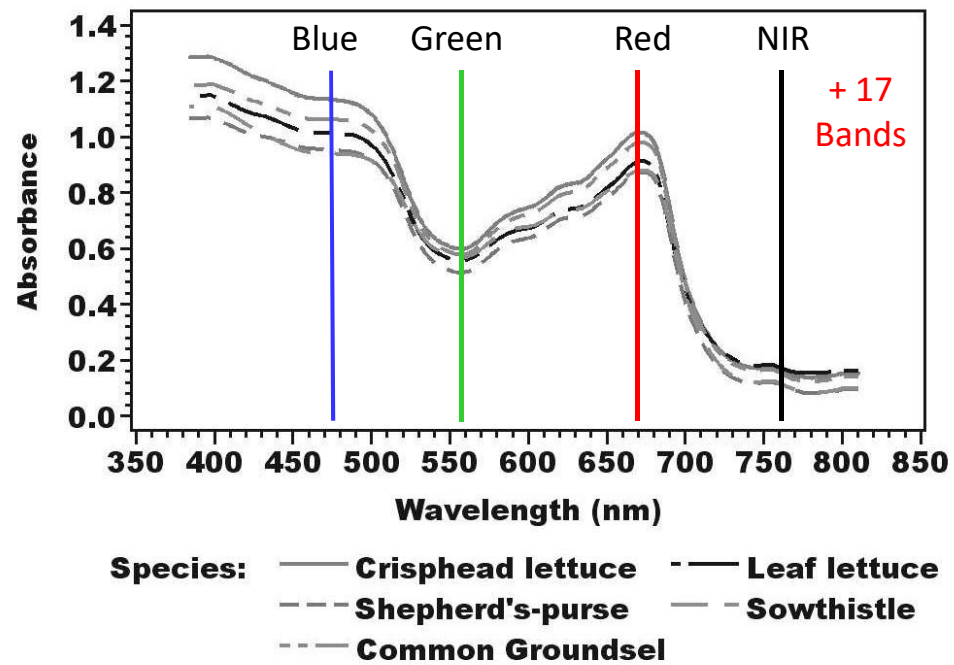 Blue Green Red NIR
+ 17
Bands
1.4
1.2
1.0
0.8
0.6
0.4
0.2
0.0
Absorbance
350 400 450 500 550 600 650 700 750 800 850
Wavelength (nm)
Species: Crisphead lettuce Leaf lettuce
Shepherd's-purse Sowthistle
Common Groundsel